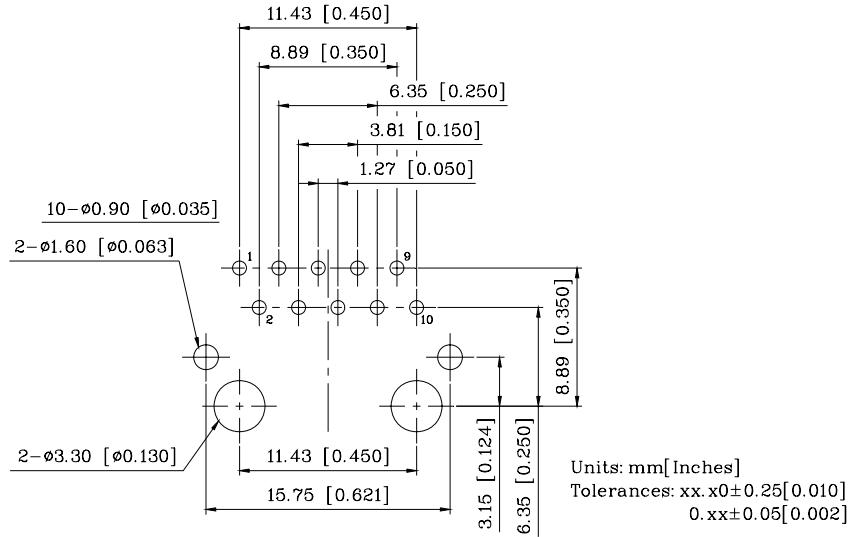 11.43 [0.450]
8.89 [0.350]
6.35 [0.250]
3.81 [0.150]
1.27 [0.050]
10-ø0.90 [ø0.035]
2-ø1.60 [ø0.063]
1
9
2
10
8.89 [0.350]
3.15 [0.124]
6.35 [0.250]
2-ø3.30 [ø0.130]
11.43 [0.450]
15.75 [0.621]
Units: mm[Inches]
Tolerances: xx.x0±0.25[0.010]
0.xx±0.05[0.002]